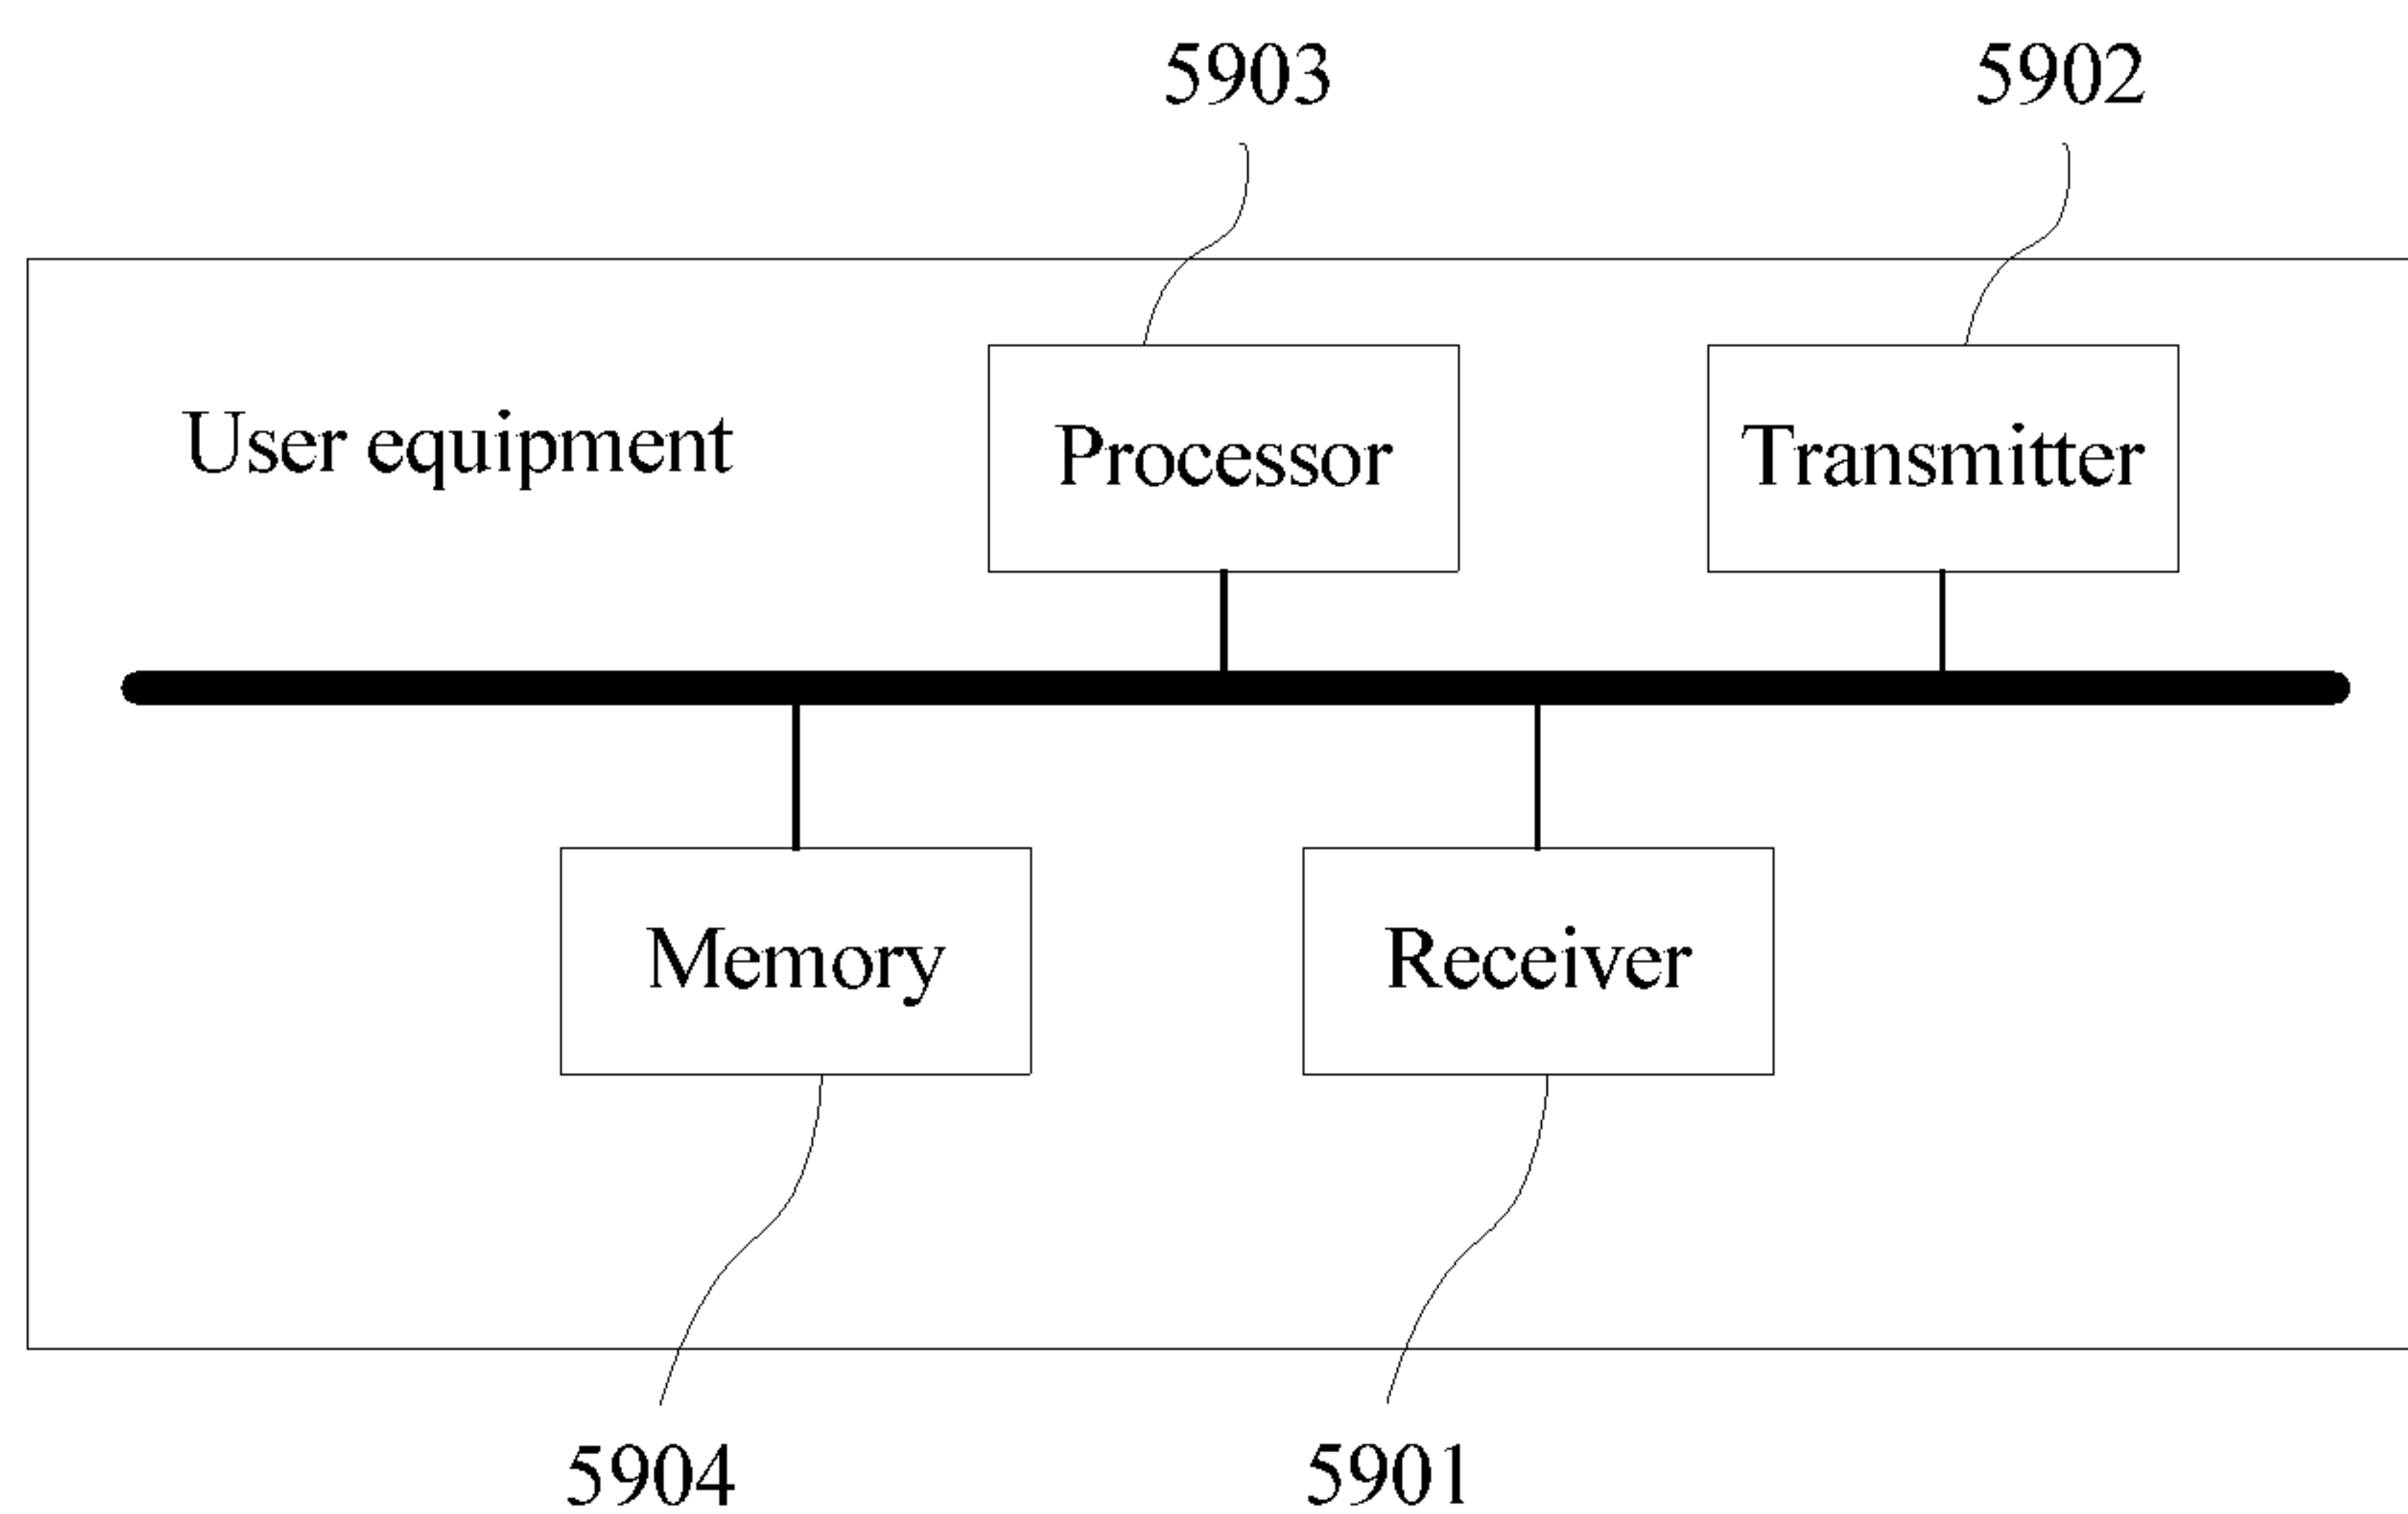 5903
5902
User equipment
Processor
Transmitter
Memory
Receiver
5904
5901